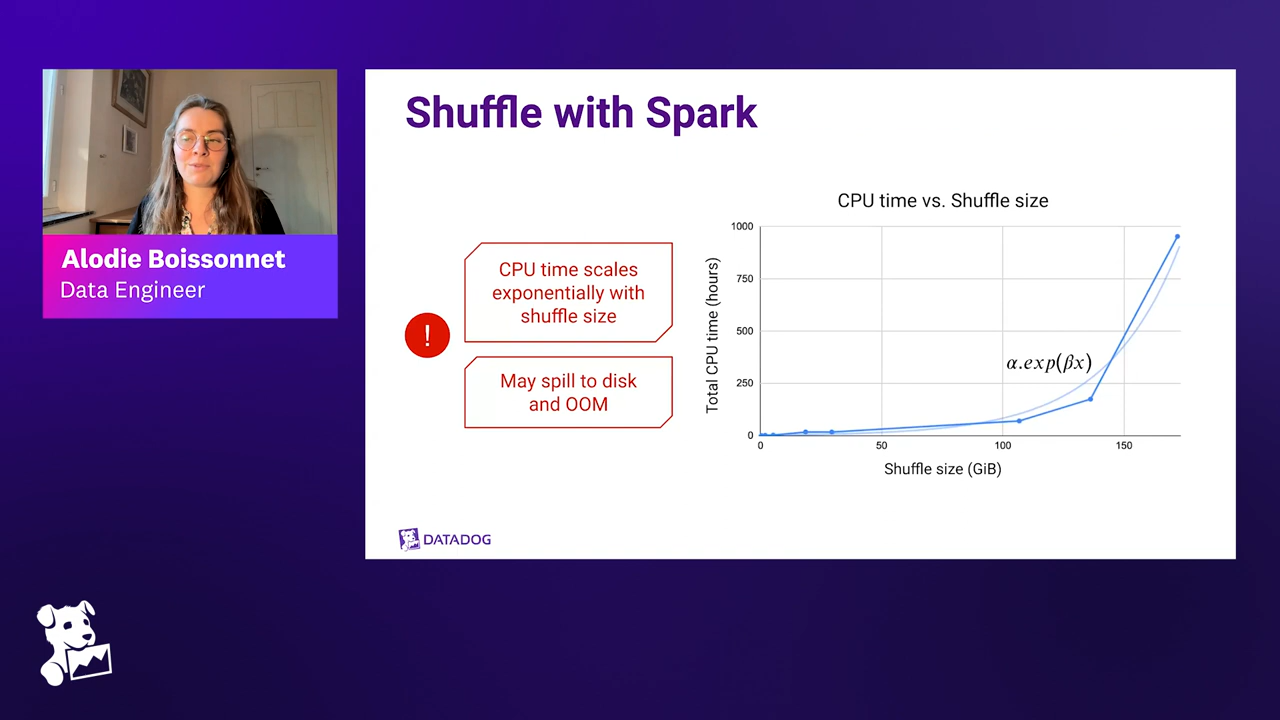 Alodie Boissonnet
Data Engineer
Shuffle with Spark
!
CPU time scales
exponentially with
shuffle size
May spill to disk
and OOM
CPU time vs. Shuffle size
Total CPU time (hours)
1000
750
500
250
0
α.exp(βx)
0
50
100
150
Shuffle size (GiB)
DATADOG